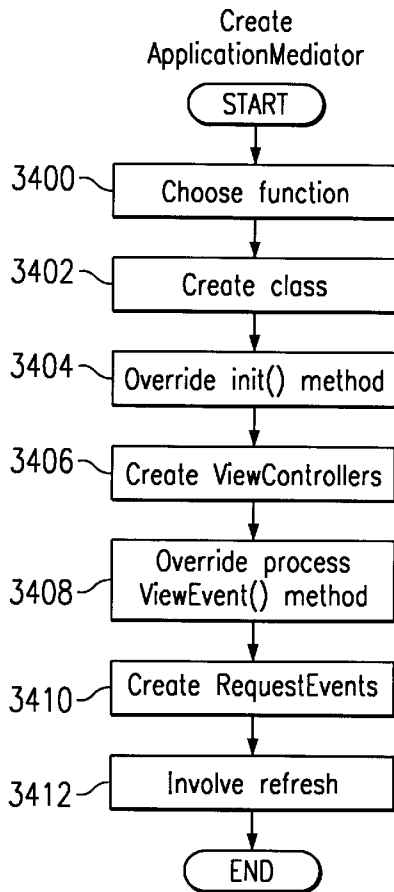 Create
ApplicationMediator
START
3400
Choose function
3402
Create class
3404
Override init() method
3406
Create ViewControllers
3408
Override process
ViewEvent() method
3410
Create RequestEvents
3412
Involve refresh
END